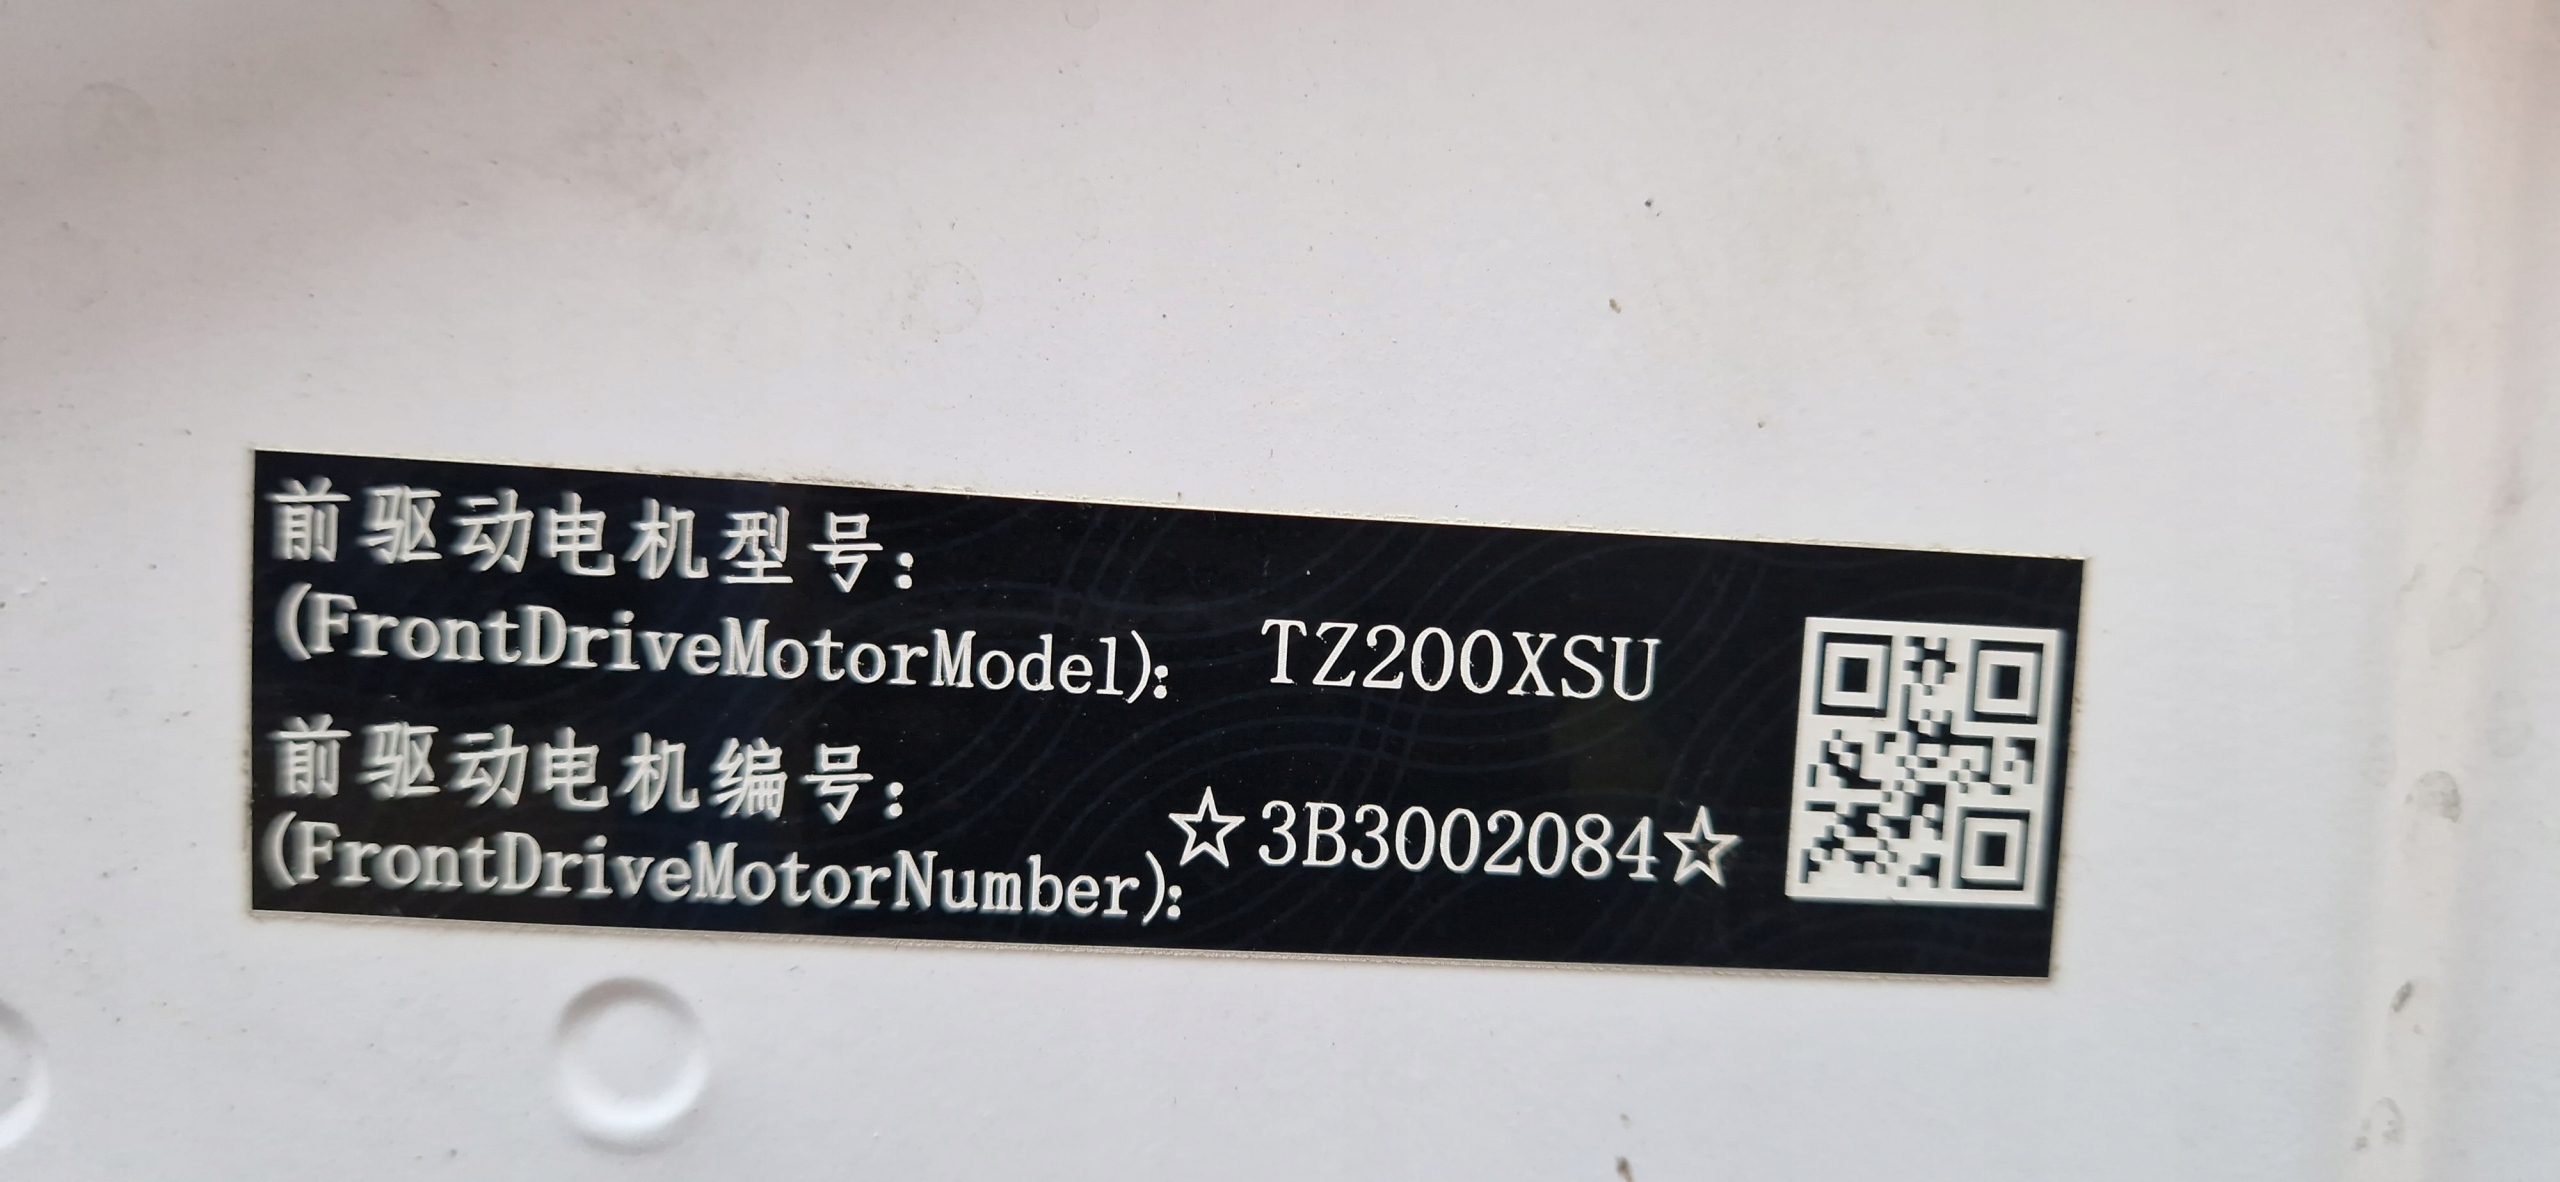 前驱动电机型号：
(FrontDriveMotorModel): TZ200XSU
前驱动电机编号：
(FrontDriveMotorNumber): ☆3B3002084☆